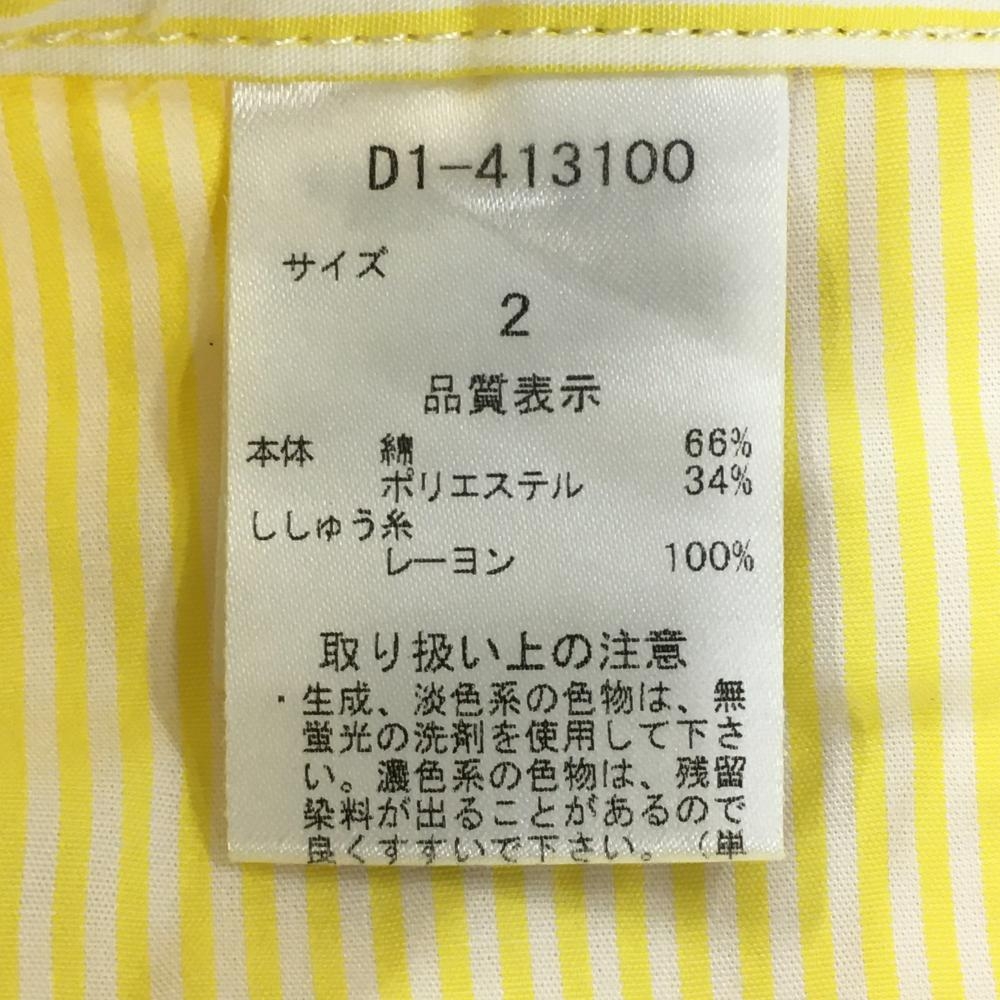 D1-413100
サイズ
2
品質表示
本体 綿 66%
ポリエステル 34%
ししゅう糸
レーヨン 100%
取り扱い上の注意
・生成、淡色系の色物は、無
蛍光の洗剤を使用して下さ
い。濃色系の色物は、残留
染料が出ることがあるので
良くすすいで下さい。（単